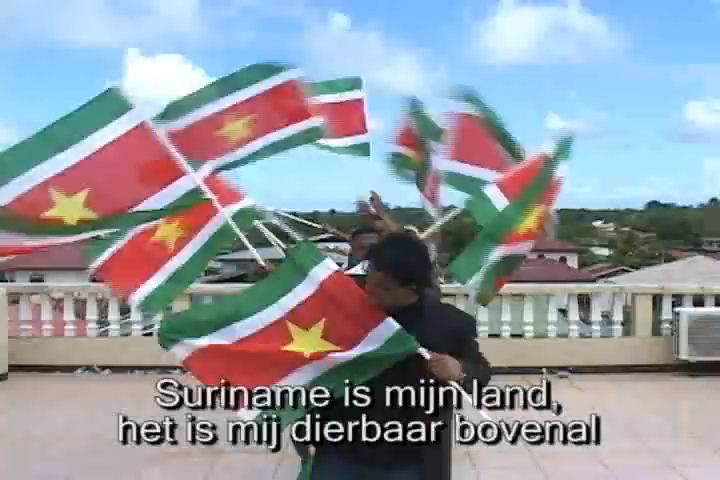 Suriname is mijn land,
het is mij dierbaar bovenal